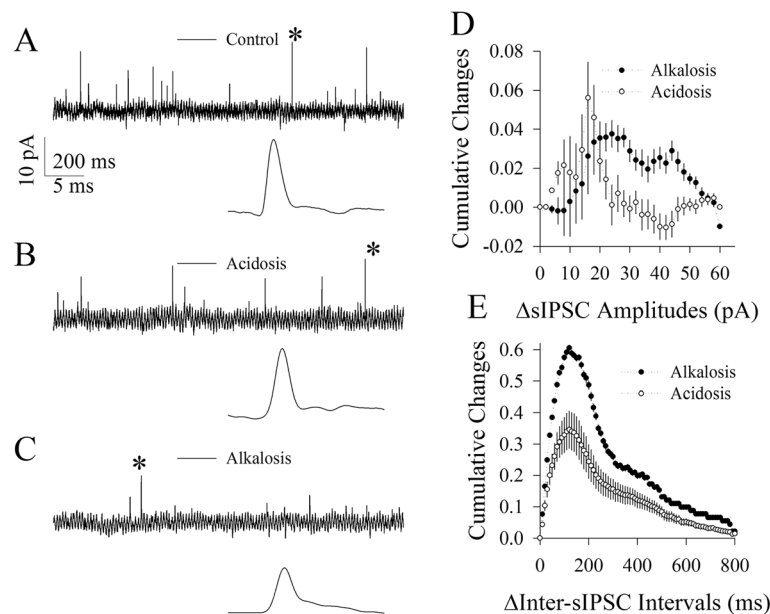 A
Control
*
10 pA
200 ms
5 ms
B
Acidosis
*
C
Alkalosis
*
D
0.08
0.06
0.04
0.02
0.00
-0.02
Cumulative Changes
Alkalosis
Acidosis
0 10 20 30 40 50 60
ΔsIPSC Amplitudes (pA)
E
0.6
0.5
0.4
0.3
0.2
0.1
0.0
Cumulative Changes
Alkalosis
Acidosis
0 200 400 600 800
ΔInter-sIPSC Intervals (ms)